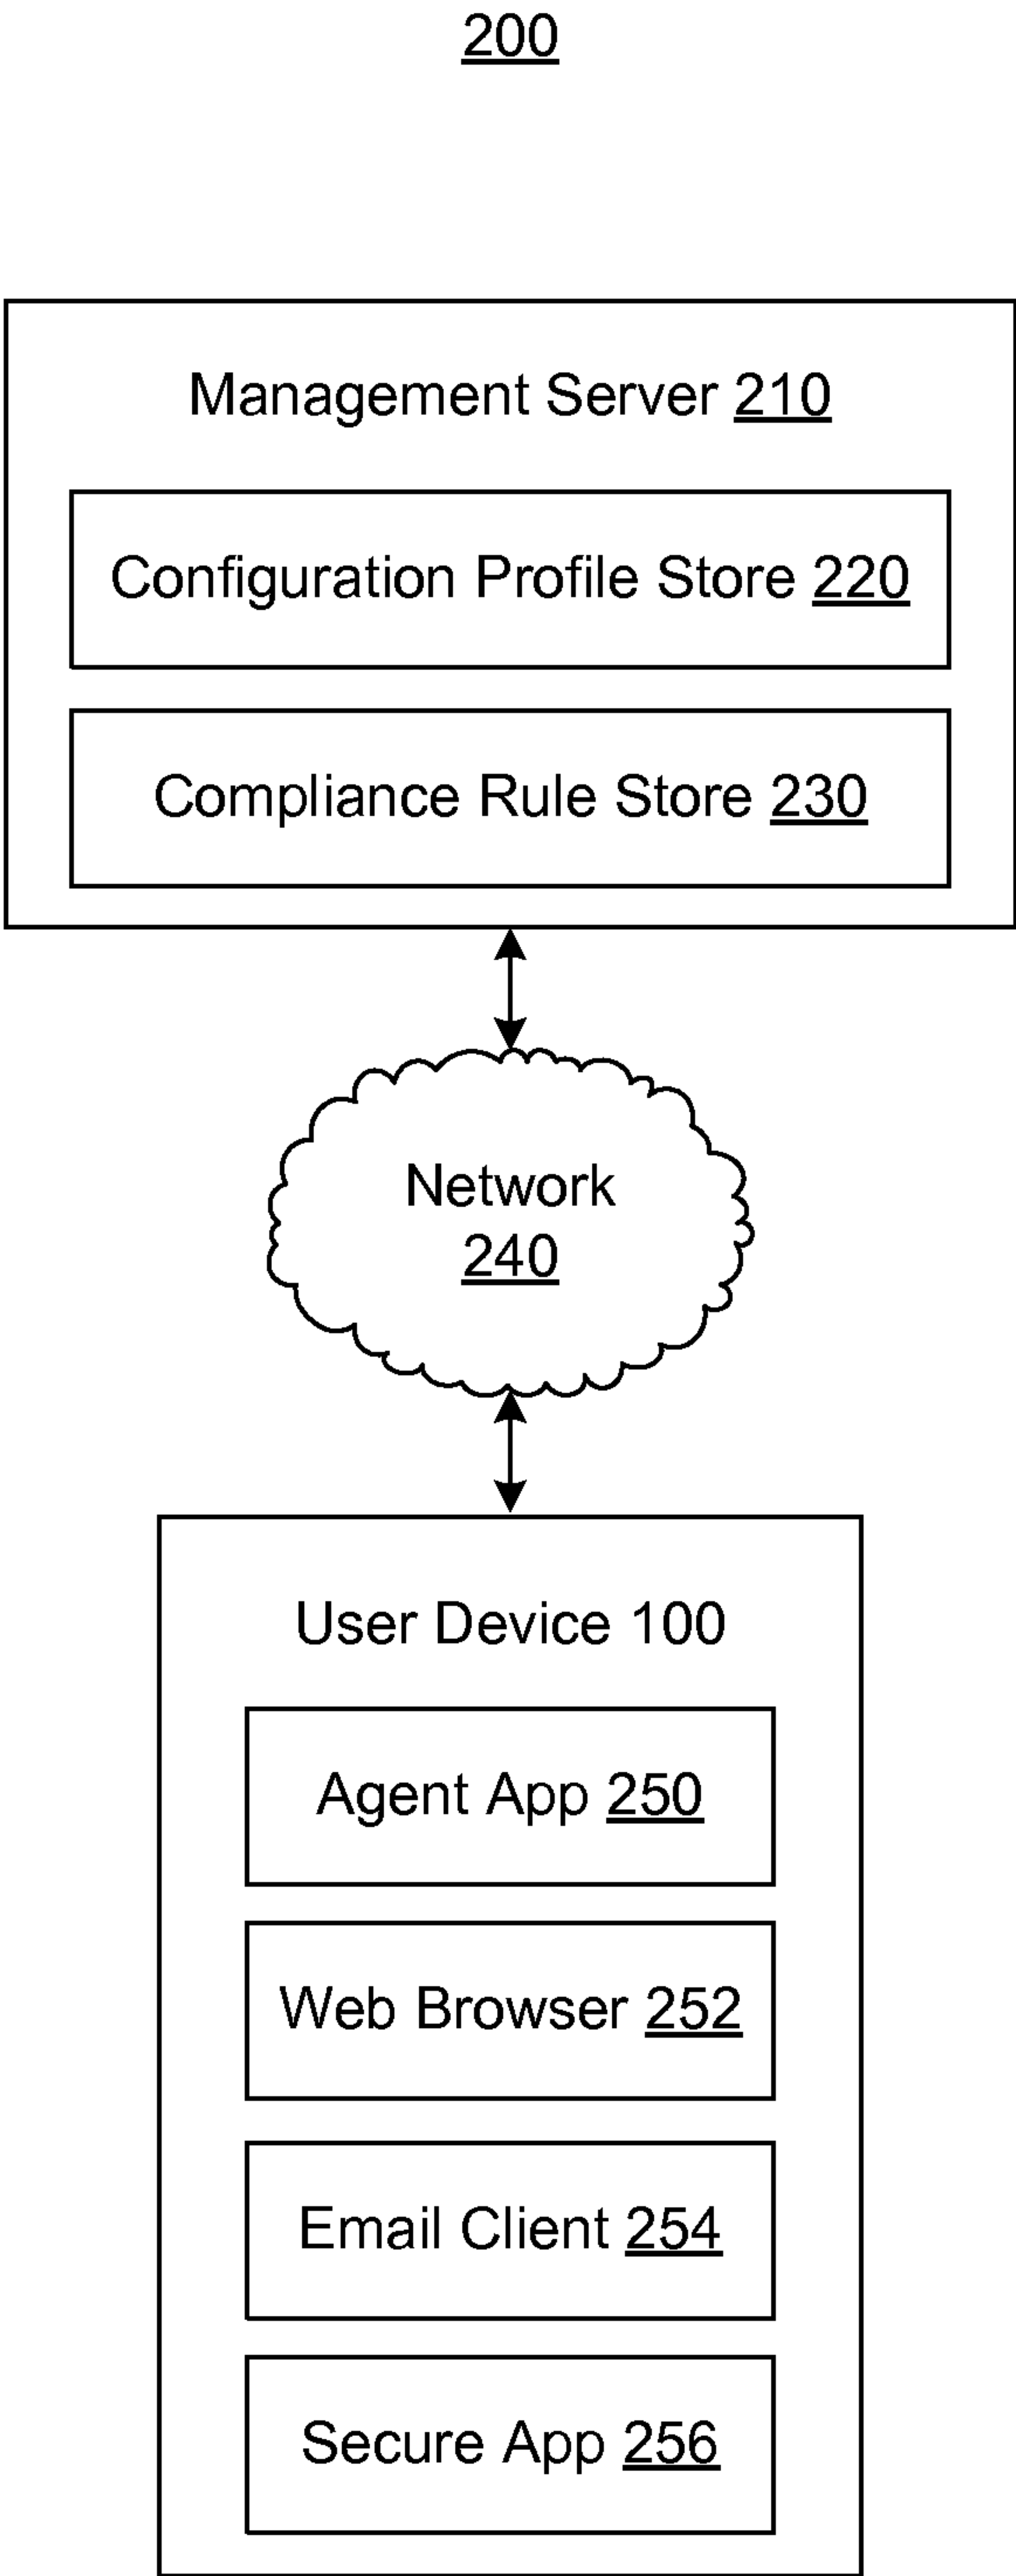 200
Management Server 210
Configuration Profile Store 220
Compliance Rule Store 230
Network
240
User Device 100
Agent App 250
Web Browser 252
Email Client 254
Secure App 256